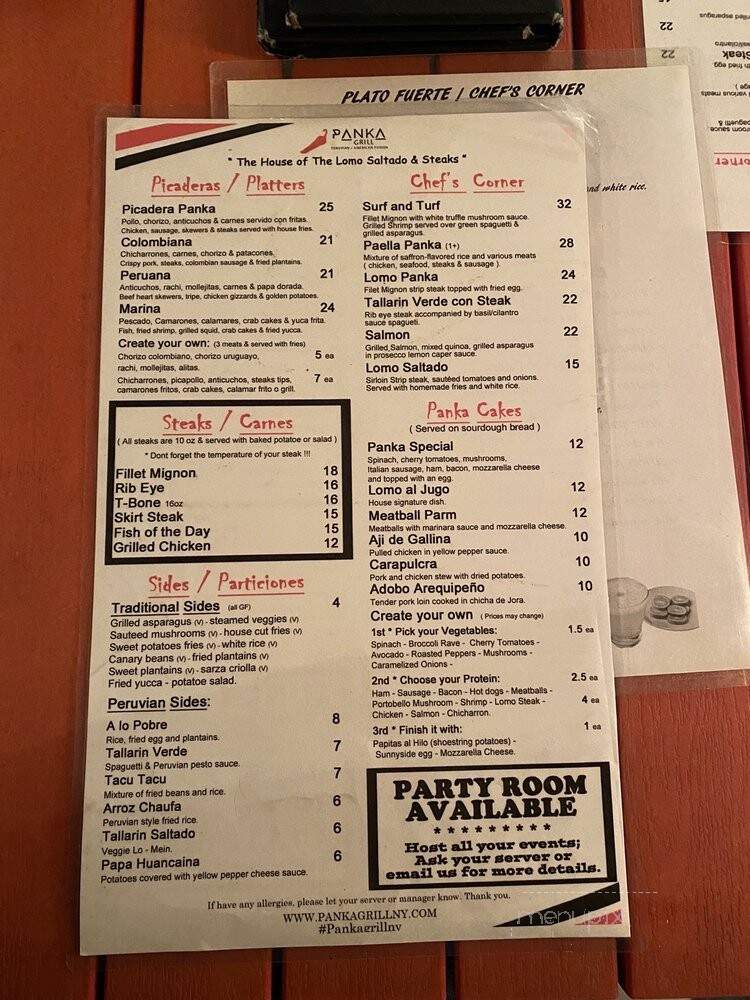 PLATO FUERTE / CHEF'S CORNER
and white rice.
22
22
Steak
PANKA
GRILL
PERUVIAN / AMERICAN FUSION
" The House of The Lomo Saltado & Steaks "
Picaderas / Platters
Picadera Panka 25
Pollo, chorizo, anticuchos & carnes servido con fritas.
Chicken, sausage, skewers & steaks served with house fries.
Colombiana 21
Chicharrones, carnes, chorizo & patacones.
Crispy pork, steaks, colombian sausage & fried plantains.
Peruana 21
Anticuchos, rachi, mollejitas, carnes & papa dorada.
Beef heart skewers, tripe, chicken gizzards & golden potatoes.
Marina 24
Pescado, Camarones, calamares, crab cakes & yuca frita.
Fish, fried shrimp, grilled squid, crab cakes & fried yucca.
Create your own: (3 meats & served with fries)
Chorizo colombiano, chorizo uruguayo, 5 ea
rachi, mollejitas, alitas.
Chicharrones, picapollo, anticuchos, steaks tips, 7 ea
camarones fritos, crab cakes, calamar frito o grill.
Steaks / Carnes
( All steaks are 10 oz & served with baked potatoe or salad )
* Dont forget the temperature of your steak !!!
Fillet Mignon 18
Rib Eye 16
T-Bone 16oz 16
Skirt Steak 15
Fish of the Day 15
Grilled Chicken 12
Sides / Particiones
Traditional Sides (all GF) 4
Grilled asparagus (V) - steamed veggies (V)
Sauteed mushrooms (V) - house cut fries (V)
Sweet potatoes fries (V) - white rice (V)
Canary beans (V) - fried plantains (V)
Sweet plantains (V) - sarza criolla (V)
Fried yucca - potatoe salad.
Peruvian Sides:
A lo Pobre 8
Rice, fried egg and plantains.
Tallarin Verde 7
Spaguetti & Peruvian pesto sauce.
Tacu Tacu 7
Mixture of fried beans and rice.
Arroz Chaufa 6
Peruvian style fried rice.
Tallarin Saltado 6
Veggie Lo - Mein.
Papa Huancaina 6
Potatoes covered with yellow pepper cheese sauce.
Chef's Corner
Surf and Turf 32
Fillet Mignon with white truffle mushroom sauce.
Grilled Shrimp served over green spaguetti &
grilled asparagus.
Paella Panka (1+) 28
Mixture of saffron-flavored rice and various meats
( chicken, seafood, steaks & sausage ).
Lomo Panka 24
Filet Mignon strip steak topped with fried egg.
Tallarin Verde con Steak 22
Rib eye steak accompanied by basil/cilantro
sauce spagueti.
Salmon 22
Grilled,Salmon, mixed quinoa, grilled asparagus
in prosecco lemon caper sauce.
Lomo Saltado 15
Sirloin Strip steak, sautéed tomatoes and onions.
Served with homemade fries and white rice.
Panka Cakes
( Served on sourdough bread )
Panka Special 12
Spinach, cherry tomatoes, mushrooms,
Italian sausage, ham, bacon, mozzarella cheese
and topped with an egg.
Lomo al Jugo 12
House signature dish.
Meatball Parm 12
Meatballs with marinara sauce and mozzarella cheese.
Aji de Gallina 10
Pulled chicken in yellow pepper sauce.
Carapulcra 10
Pork and chicken stew with dried potatoes.
Adobo Arequipeño 10
Tender pork loin cooked in chicha de Jora.
Create your own ( Prices may change)
1st * Pick your Vegetables: 1.5 ea
Spinach - Broccoli Rave - Cherry Tomatoes -
Avocado - Roasted Peppers - Mushrooms -
Caramelized Onions -
2nd * Choose your Protein: 2.5 ea
Ham - Sausage - Bacon - Hot dogs - Meatballs -
Portobello Mushroom - Shrimp - Lomo Steak - 4 ea
Chicken - Salmon - Chicharron.
3rd * Finish it with: 1 ea
Papitas al Hilo (shoestring potatoes) -
Sunnyside egg - Mozzarella Cheese.
PARTY ROOM
AVAILABLE
* * * * * * * * *
Host all your events;
Ask your server or
email us for more details.
If have any allergies, please let your server or manager know. Thank you.
WWW.PANKAGRILLNY.COM
#Pankagrillny